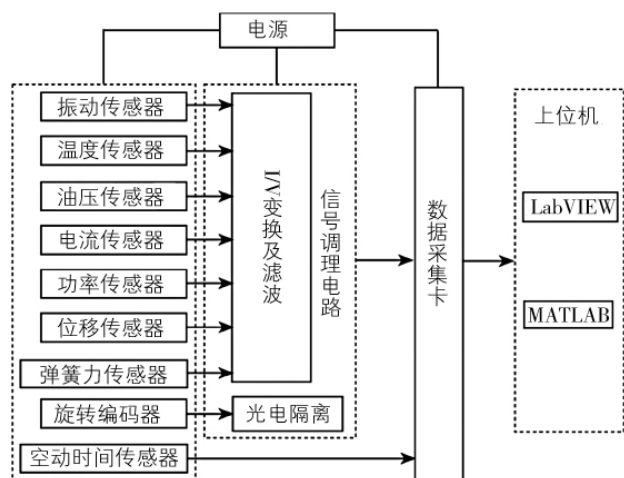 电源
振动传感器
温度传感器
油压传感器
电流传感器
功率传感器
位移传感器
弹簧力传感器
旋转编码器
空动时间传感器
I/V变换及滤波
光电隔离
信号调理电路
数据采集卡
上位机
LabVIEW
MATLAB